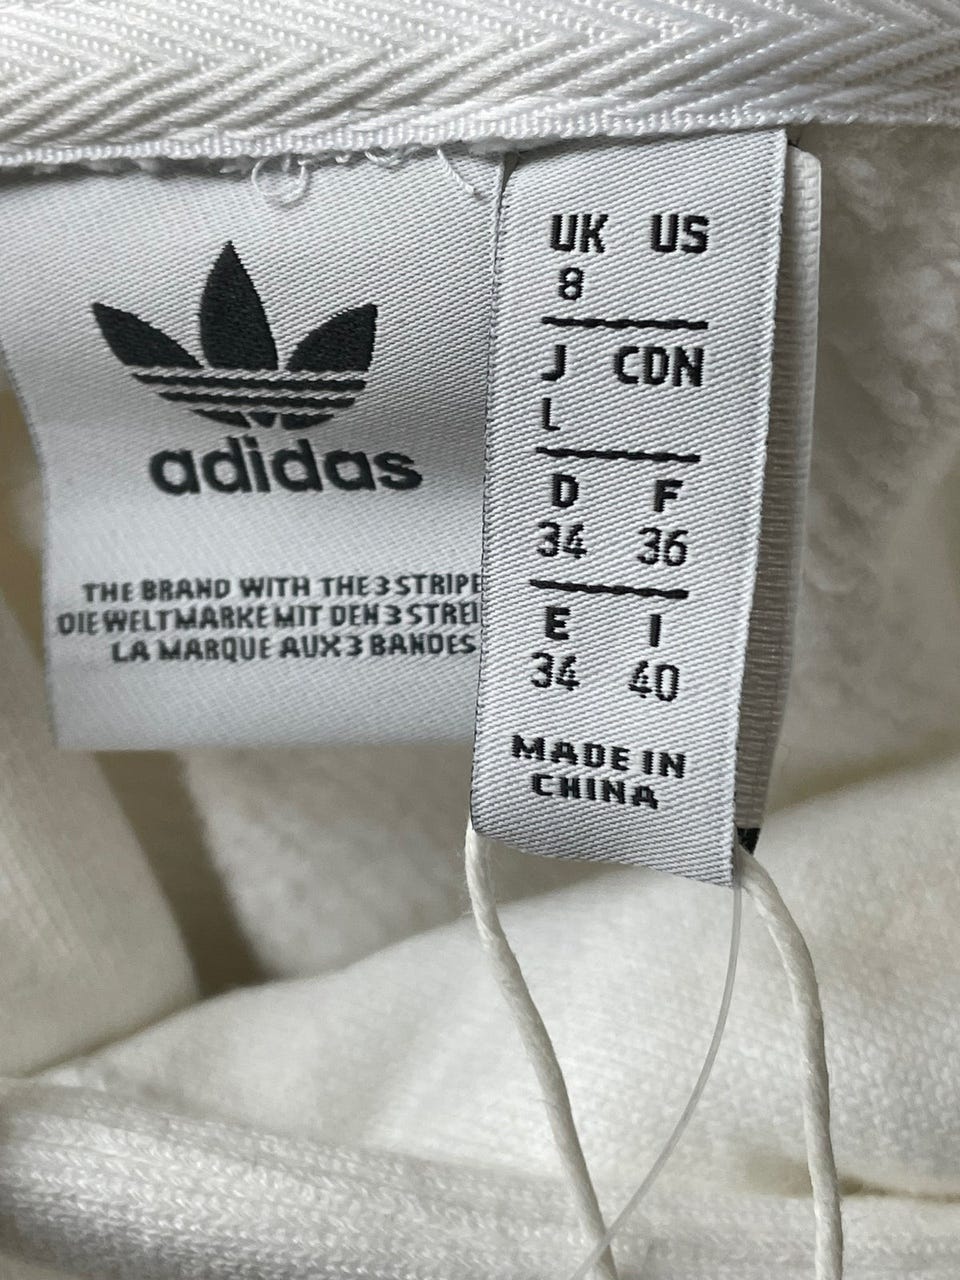 adidas
THE BRAND WITH THE 3 STRIPE
DIE WELTMARKE MIT DEN 3 STREI
LA MARQUE AUX 3 BANDES
UK US
8
J CDN
L
D F
34 36
E I
34 40
MADE IN
CHINA